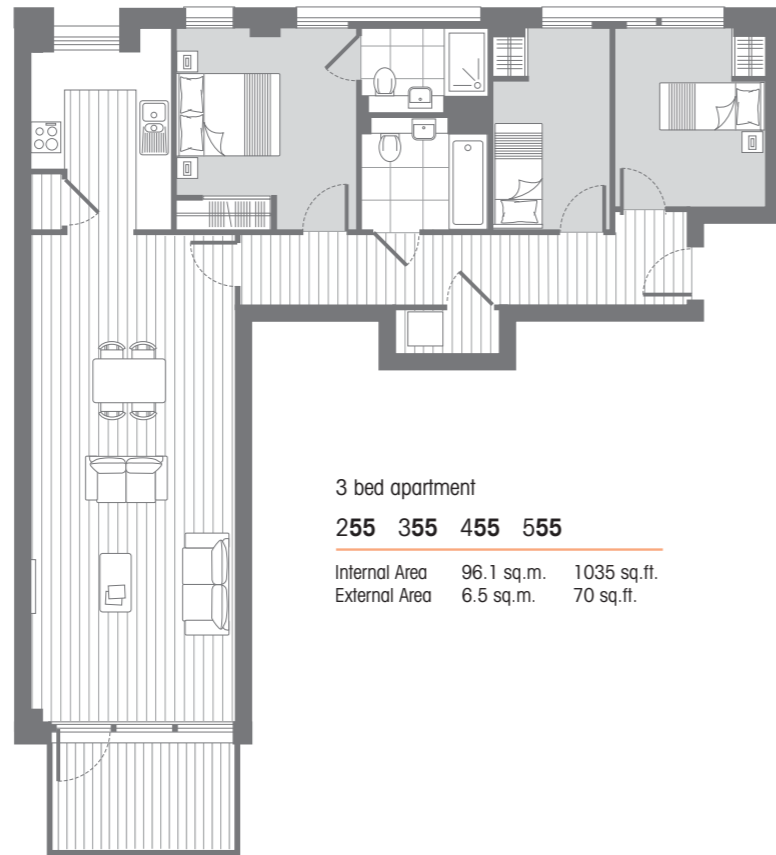 3 bed apartment
255 355 455 555
Internal Area 96.1 sq.m. 1035 sq.ft.
External Area 6.5 sq.m. 70 sq.ft.